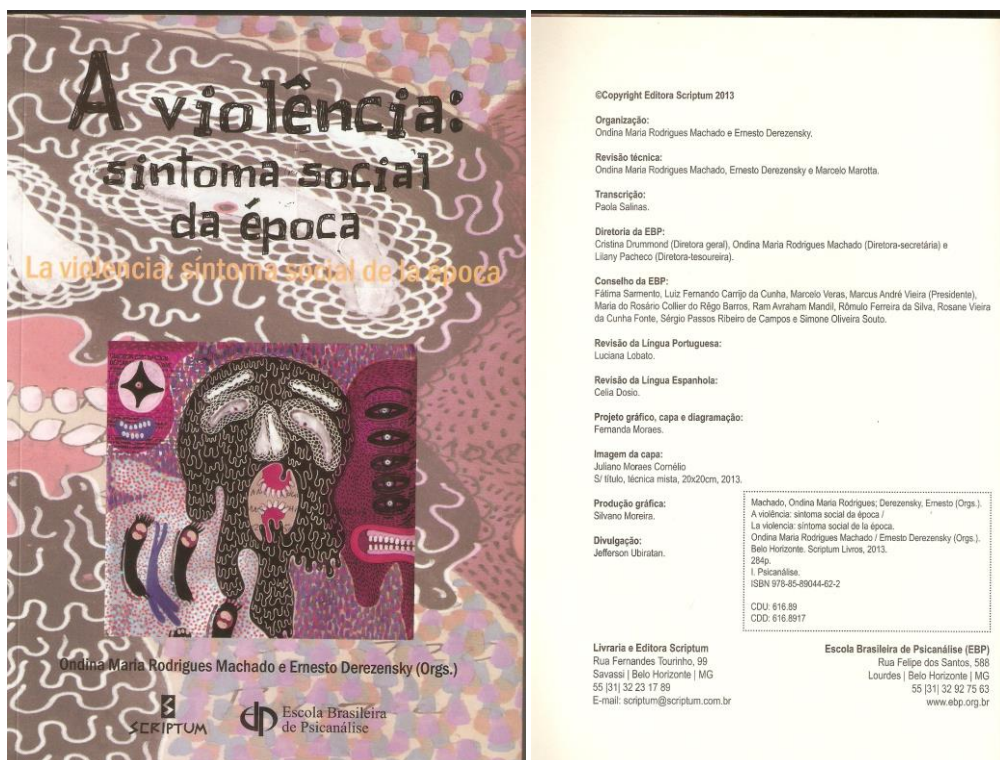 A violência:
sintoma social
da época
La violencia: síntoma social de la época
Ondina Maria Rodrigues Machado e Ernesto Derezensky (Orgs.)
SCRIPTUM
Escola Brasileira
de Psicanálise
©Copyright Editora Scriptum 2013
Organização:
Ondina Maria Rodrigues Machado e Ernesto Derezensky.
Revisão técnica:
Ondina Maria Rodrigues Machado, Ernesto Derezensky e Marcelo Marotta.
Transcrição:
Paola Salinas.
Diretoria da EBP:
Cristina Drummond (Diretora geral), Ondina Maria Rodrigues Machado (Diretora-secretária) e
Lilany Pacheco (Diretora-tesoureira).
Conselho da EBP:
Fátima Sarmento, Luiz Fernando Carrijo da Cunha, Marcelo Veras, Marcus André Vieira (Presidente),
Maria do Rosário Collier do Rêgo Barros, Ram Avraham Mandil, Rômulo Ferreira da Silva, Rosane Vieira
da Cunha Fonte, Sérgio Passos Ribeiro de Campos e Simone Oliveira Souto.
Revisão da Língua Portuguesa:
Luciana Lobato.
Revisão da Língua Espanhola:
Celia Dosio.
Projeto gráfico, capa e diagramação:
Fernanda Moraes.
Imagem da capa:
Juliano Moraes Cornélio
S/ título, técnica mista, 20x20cm, 2013.
Produção gráfica:
Silvano Moreira.
Divulgação:
Jefferson Ubiratan.
Machado, Ondina Maria Rodrigues; Derezensky, Ernesto (Orgs.).
A violência: sintoma social da época /
La violencia: síntoma social de la época.
Ondina Maria Rodrigues Machado / Ernesto Derezensky (Orgs.).
Belo Horizonte. Scriptum Livros, 2013.
284p.
I. Psicanálise.
ISBN 978-85-89044-62-2
CDU: 616.89
CDD: 616.8917
Livraria e Editora Scriptum
Rua Fernandes Tourinho, 99
Savassi | Belo Horizonte | MG
55 |31| 32 23 17 89
E-mail: scriptum@scriptum.com.br
Escola Brasileira de Psicanálise (EBP)
Rua Felipe dos Santos, 588
Lourdes | Belo Horizonte | MG
55 |31| 32 92 75 63
www.ebp.org.br